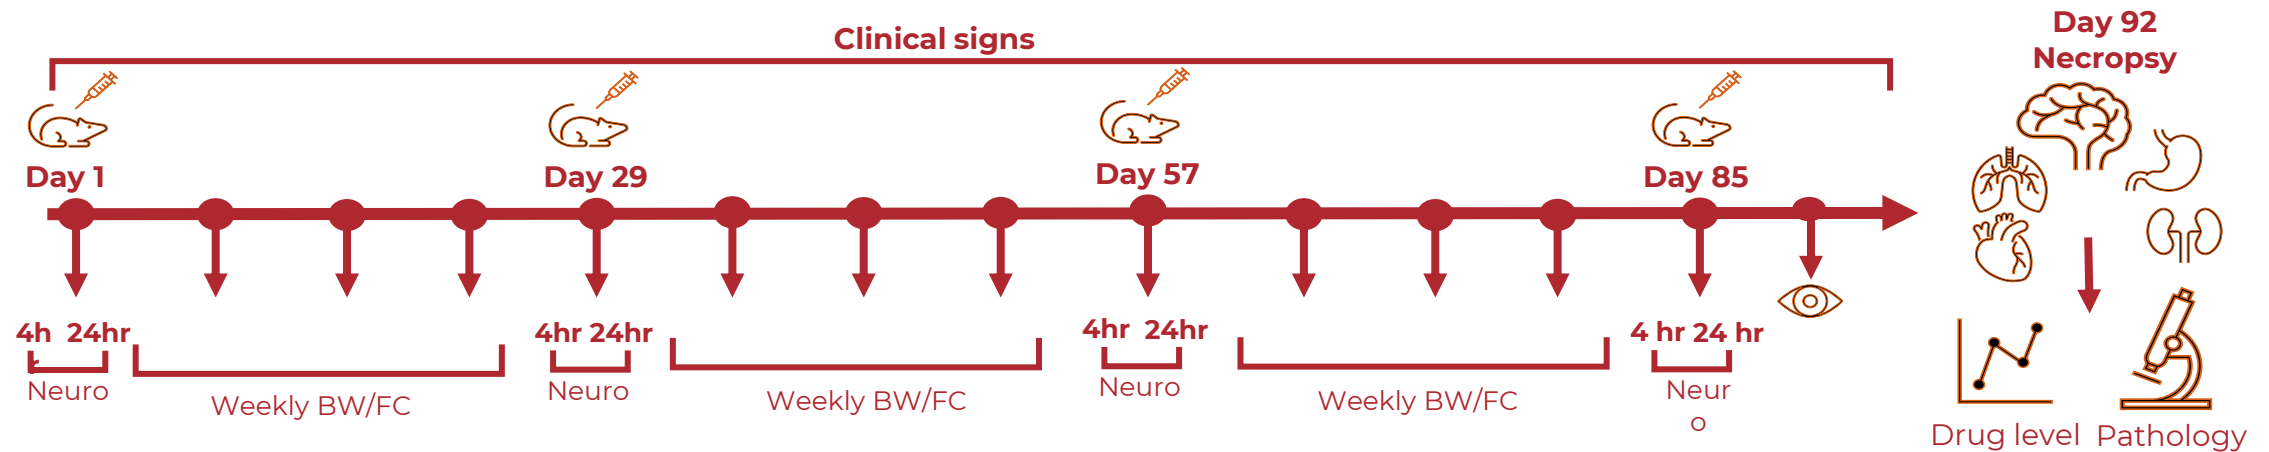 Clinical signs
Day 92
Necropsy
Day 1
Day 29
Day 57
Day 85
4h 24hr
r
Neuro
4hr 24hr
Neuro
4hr 24hr
Neuro
4 hr 24 hr
Neur
o
Weekly BW/FC
Weekly BW/FC
Weekly BW/FC
Drug level
Pathology